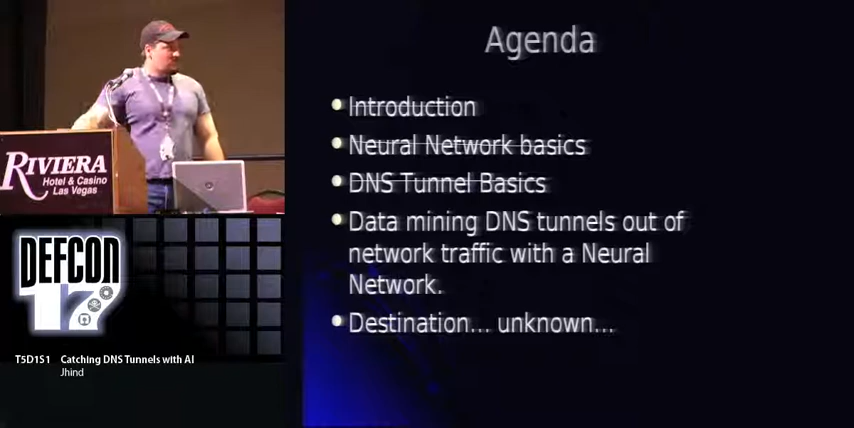 Agenda
Introduction
Neural Network basics
DNS Tunnel Basics
Data mining DNS tunnels out of
network traffic with a Neural
Network.
Destination... unknown...
RIVIERA
Hotel & Casino
Las Vegas
DEFCON
17
T5D1S1 Catching DNS Tunnels with AI
Jhind